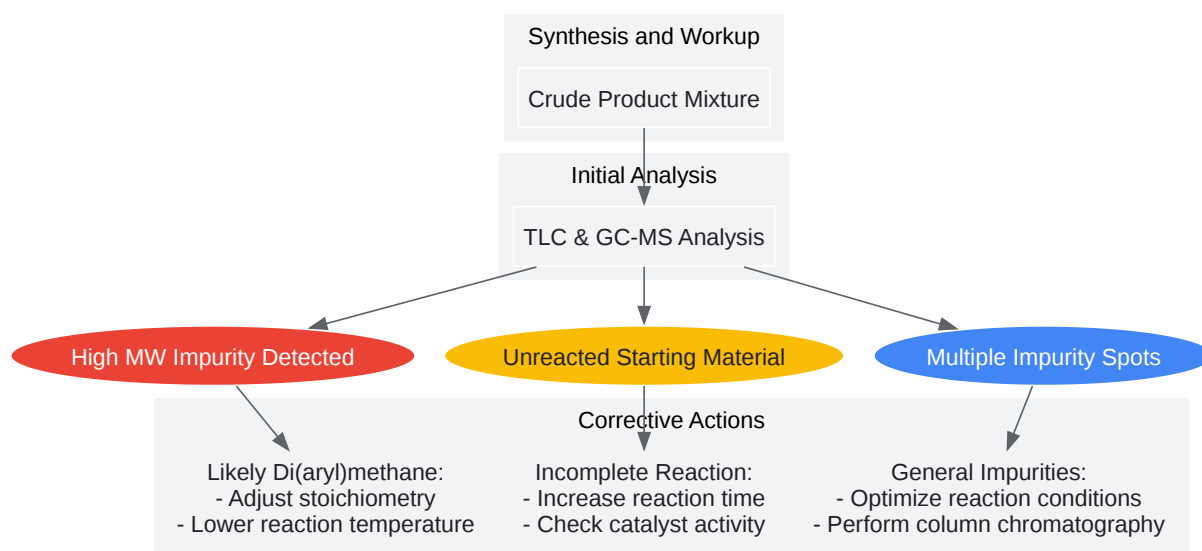 Synthesis and Workup
Crude Product Mixture
Initial Analysis
TLC & GC-MS Analysis
High MW Impurity Detected
Unreacted Starting Material
Multiple Impurity Spots
Corrective Actions
Likely Di(aryl)methane:
- Adjust stoichiometry
- Lower reaction temperature
Incomplete Reaction:
- Increase reaction time
- Check catalyst activity
General Impurities:
- Optimize reaction conditions
- Perform column chromatography